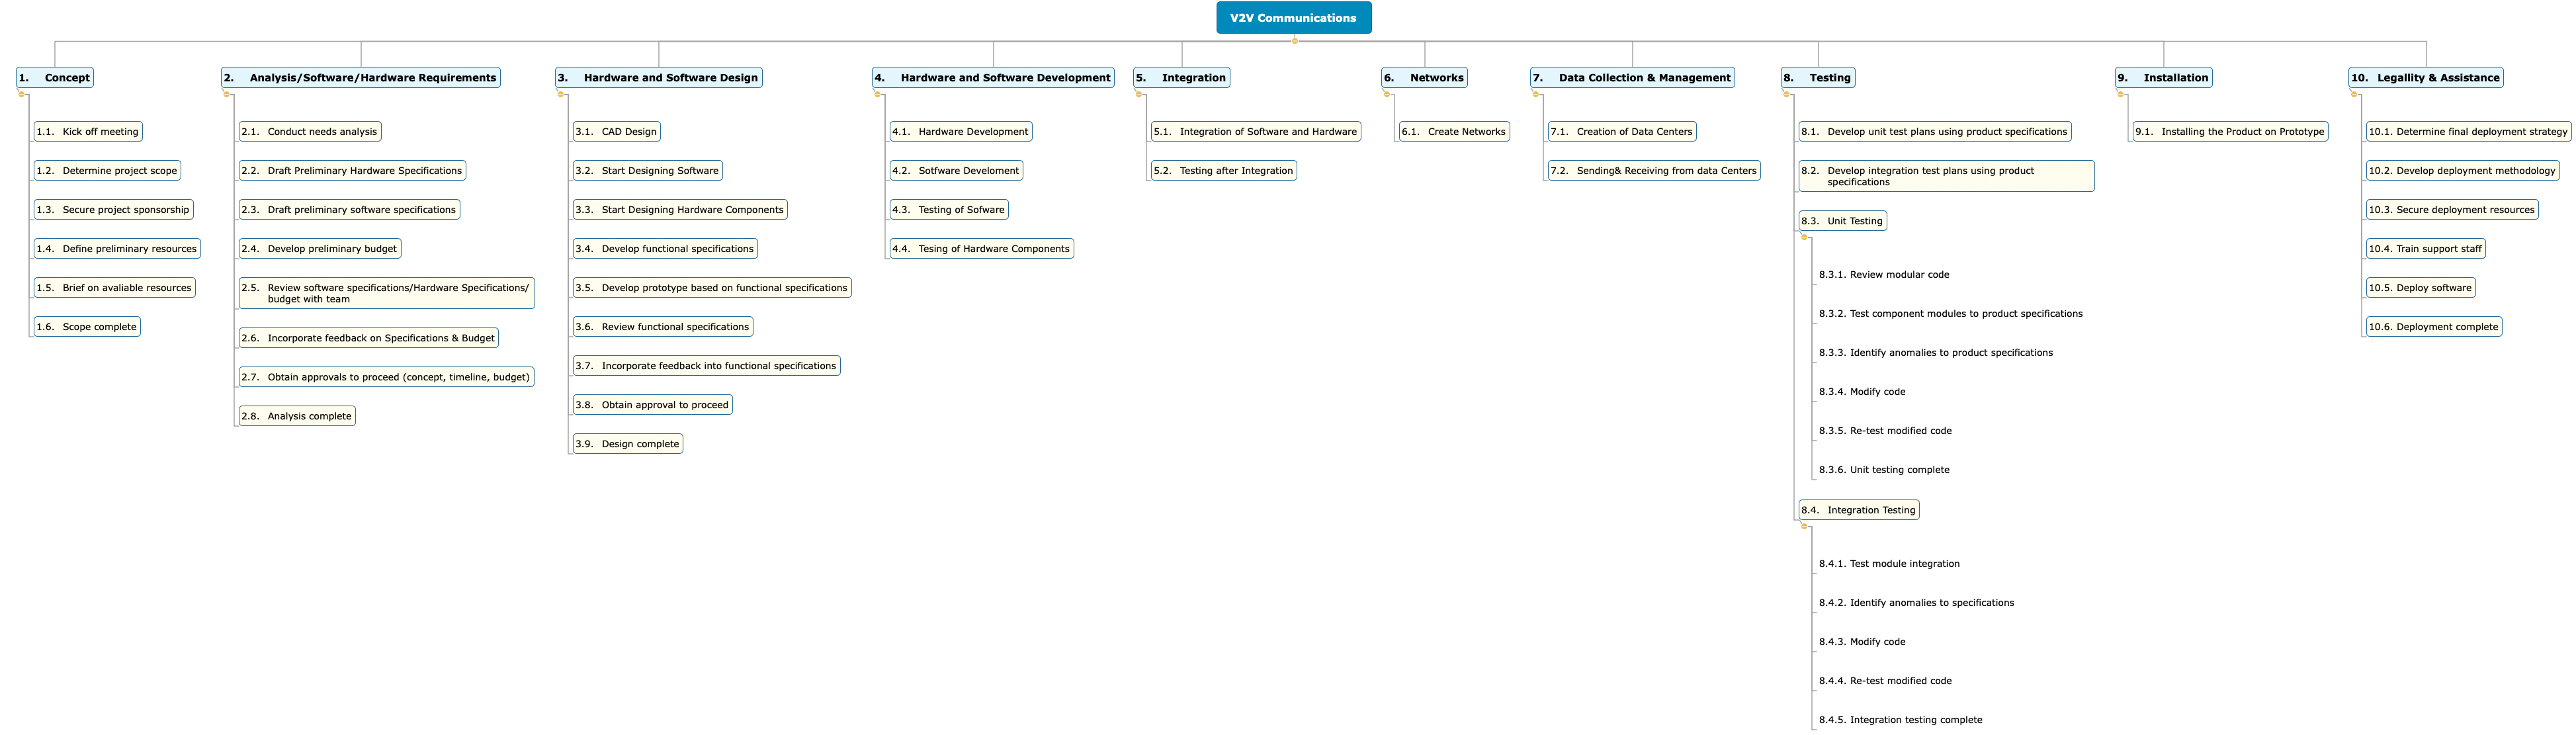 V2V Communications
1. Concept
1.1. Kick off meeting
1.2. Determine project scope
1.3. Secure project sponsorship
1.4. Define preliminary resources
1.5. Brief on avaliable resources
1.6. Scope complete
2. Analysis/Software/Hardware Requirements
2.1. Conduct needs analysis
2.2. Draft Preliminary Hardware Specifications
2.3. Draft preliminary software specifications
2.4. Develop preliminary budget
2.5. Review software specifications/Hardware Specifications/
budget with team
2.6. Incorporate feedback on Specifications & Budget
2.7. Obtain approvals to proceed (concept, timeline, budget)
2.8. Analysis complete
3. Hardware and Software Design
3.1. CAD Design
3.2. Start Designing Software
3.3. Start Designing Hardware Components
3.4. Develop functional specifications
3.5. Develop prototype based on functional specifications
3.6. Review functional specifications
3.7. Incorporate feedback into functional specifications
3.8. Obtain approval to proceed
3.9. Design complete
4. Hardware and Software Development
4.1. Hardware Development
4.2. Sotfware Develoment
4.3. Testing of Sofware
4.4. Tesing of Hardware Components
5. Integration
5.1. Integration of Software and Hardware
5.2. Testing after Integration
6. Networks
6.1. Create Networks
7. Data Collection & Management
7.1. Creation of Data Centers
7.2. Sending& Receiving from data Centers
8. Testing
8.1. Develop unit test plans using product specifications
8.2. Develop integration test plans using product
specifications
8.3. Unit Testing
8.3.1. Review modular code
8.3.2. Test component modules to product specifications
8.3.3. Identify anomalies to product specifications
8.3.4. Modify code
8.3.5. Re-test modified code
8.3.6. Unit testing complete
8.4. Integration Testing
8.4.1. Test module integration
8.4.2. Identify anomalies to specifications
8.4.3. Modify code
8.4.4. Re-test modified code
8.4.5. Integration testing complete
9. Installation
9.1. Installing the Product on Prototype
10. Legallity & Assistance
10.1. Determine final deployment strategy
10.2. Develop deployment methodology
10.3. Secure deployment resources
10.4. Train support staff
10.5. Deploy software
10.6. Deployment complete